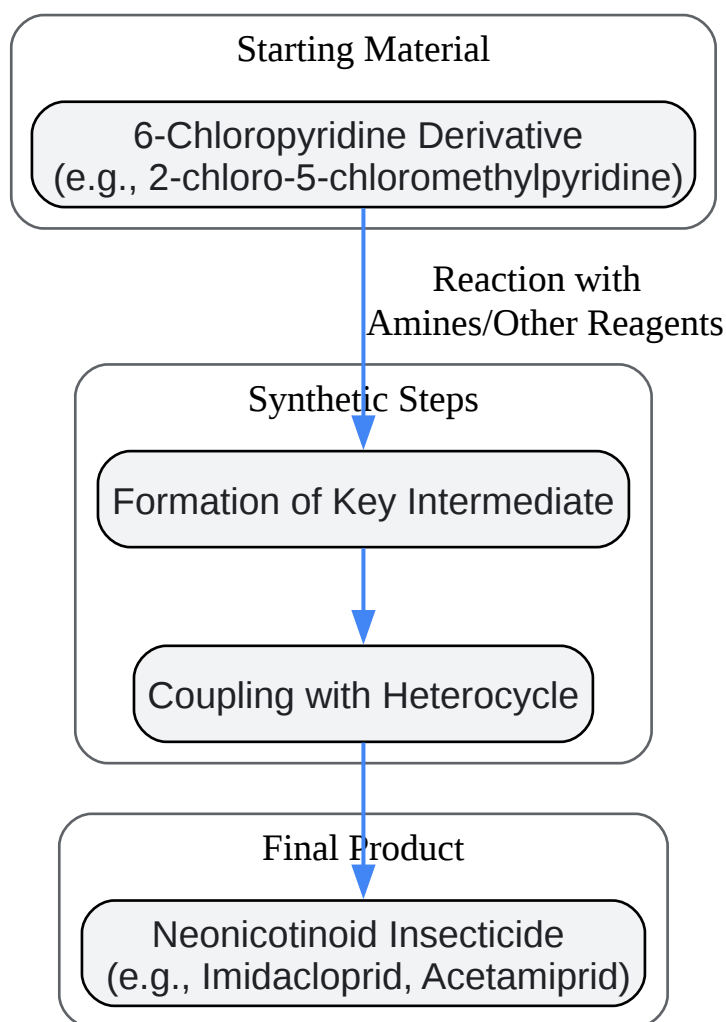 Starting Material
6-Chloropyridine Derivative
(e.g., 2-chloro-5-chloromethylpyridine)
Reaction with
Amines/Other Reagents
Synthetic Steps
Formation of Key Intermediate
Coupling with Heterocycle
Final Product
Neonicotinoid Insecticide
(e.g., Imidacloprid, Acetamiprid)